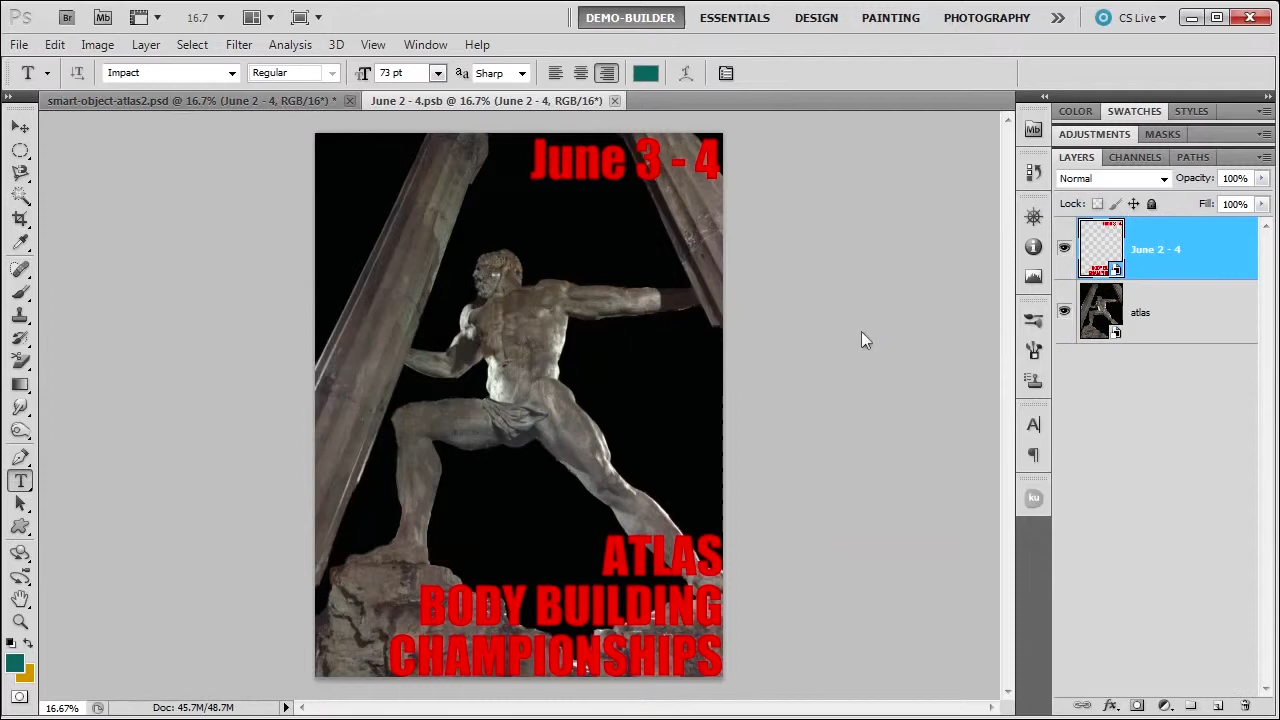 Ps Br Mb 16.7 DEMO-BUILDER ESSENTIALS DESIGN PAINTING PHOTOGRAPHY CS Live
File Edit Image Layer Select Filter Analysis 3D View Window Help
T Impact Regular 73 pt Sharp
smart-object-atlas2.psd @ 16.7% (June 2 - 4, RGB/16*) * June 2 - 4.psb @ 16.7% (June 2 - 4, RGB/16*)
COLOR SWATCHES STYLES
ADJUSTMENTS MASKS
LAYERS CHANNELS PATHS
Normal Opacity: 100%
Lock: Fill: 100%
June 2 - 4
atlas
Mb
ku
June 3 - 4
ATLAS
BODY BUILDING
CHAMPIONSHIPS
16.67% Doc: 45.7M/48.7M